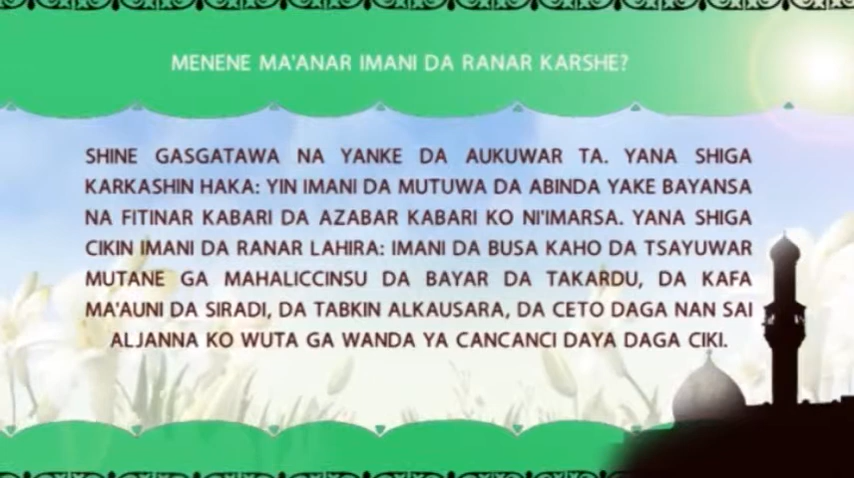 MENENE MA'ANAR IMANI DA RANAR KARSHE?
SHINE GASGATAWA NA YANKE DA AUKUWAR TA. YANA SHIGA
KARKASHIN HAKA: YIN IMANI DA MUTUWA DA ABINDA YAKE BAYANSA
NA FITINAR KABARI DA AZABAR KABARI KO NI'IMARSA. YANA SHIGA
CIKIN IMANI DA RANAR LAHIRA: IMANI DA BUSA KAHO DA TSAYUWAR
MUTANE GA MAHALICCINSU DA BAYAR DA TAKARDU, DA KAFA
MA'AUNI DA SIRADI, DA TABKIN ALKAUSARA, DA CETO DAGA NAN SAI
ALJANNA KO WUTA GA WANDA YA CANCANCI DAYA DAGA CIKI.